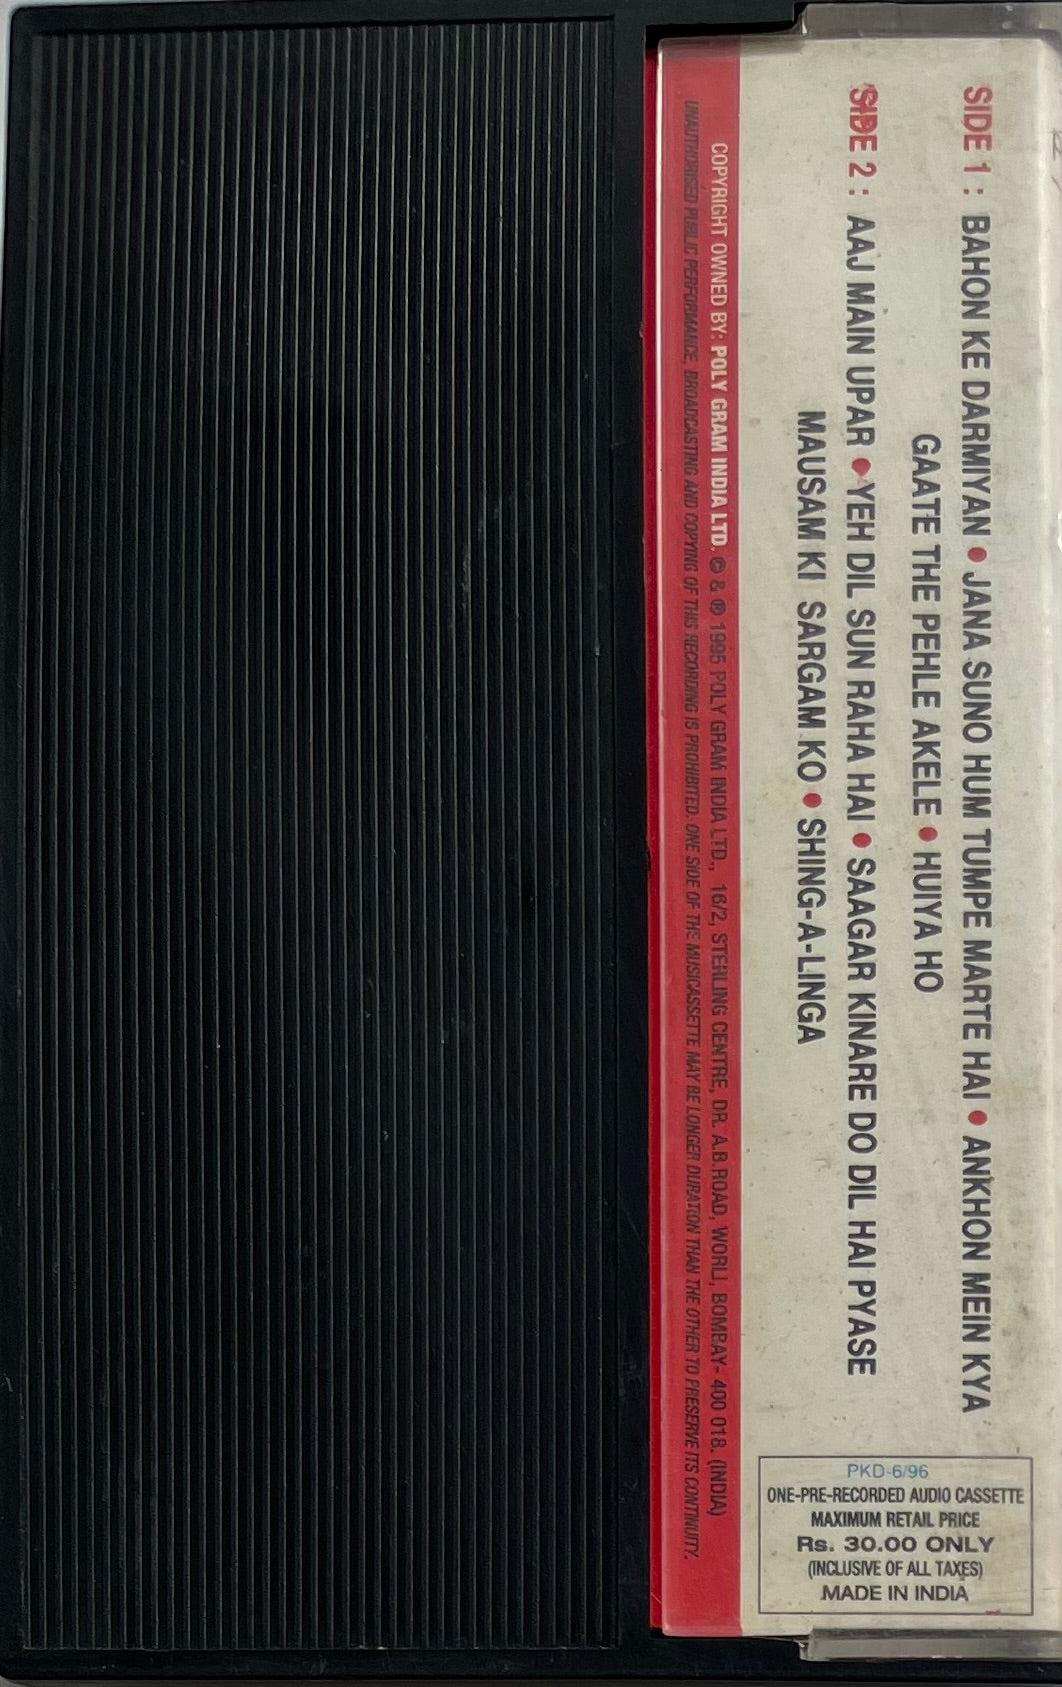 SIDE 1 : BAHON KE DARMIYAN • JANA SUNO HUM TUMPE MARTE HAI • ANKHON MEIN KYA
GAATE THE PEHLE AKELE • HUIYA HO
SIDE 2 : AAJ MAIN UPAR • YEH DIL SUN RAHA HAI • SAAGAR KINARE DO DIL HAI PYASE
MAUSAM KI SARGAM KO • SHING-A-LINGA
COPYRIGHT OWNED BY: POLY GRAM INDIA LTD. © & ℗ 1995 POLY GRAM INDIA LTD., 16/2, STERLING CENTRE, DR. A.B.ROAD, WORLI, BOMBAY- 400 018. (INDIA)
UNAUTHORISED PUBLIC PERFORMANCE, BROADCASTING AND COPYING OF THIS RECORDING IS PROHIBITED. ONE SIDE OF THE MUSICASSETTE MAY BE LONGER DURATION THAN THE OTHER TO PRESERVE ITS CONTINUITY.
PKD-6/96
ONE-PRE-RECORDED AUDIO CASSETTE
MAXIMUM RETAIL PRICE
Rs. 30.00 ONLY
(INCLUSIVE OF ALL TAXES)
MADE IN INDIA